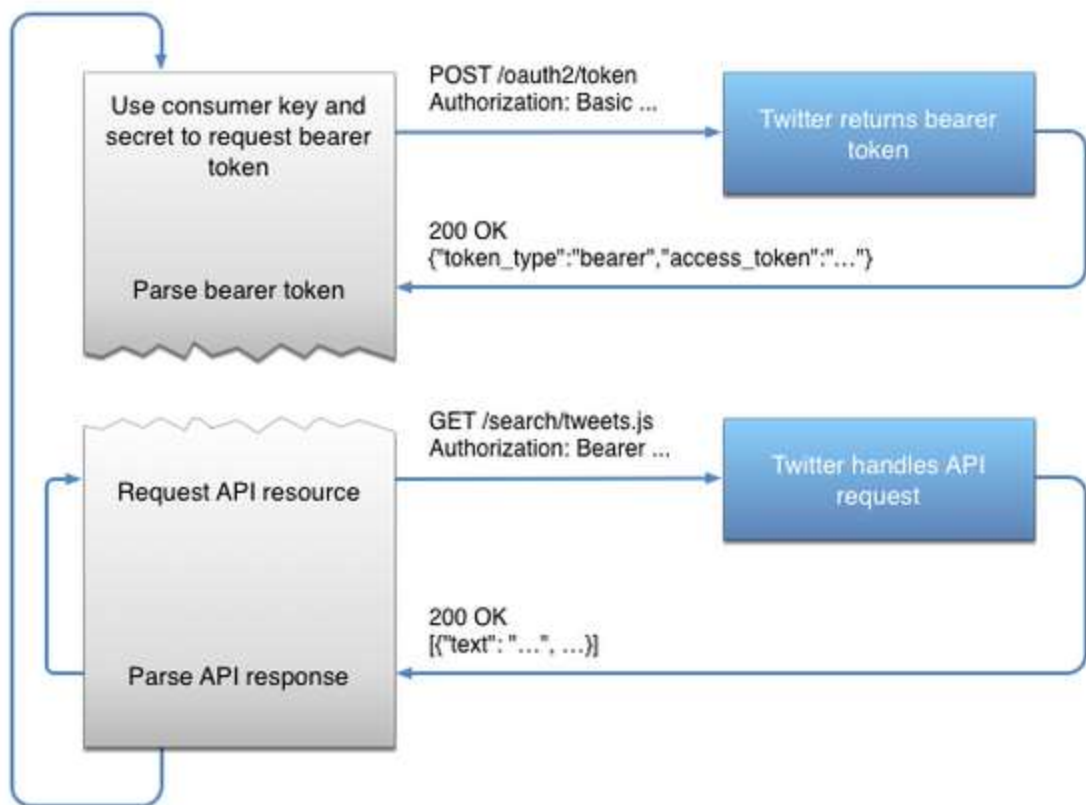 Use consumer key and
secret to request bearer
token
POST /oauth2/token
Authorization: Basic ...
Twitter returns bearer
token
200 OK
{"token_type":"bearer","access_token":"…"}
Parse bearer token
GET /search/tweets.js
Authorization: Bearer ...
Request API resource
Twitter handles API
request
200 OK
[{"text": "…", …}]
Parse API response